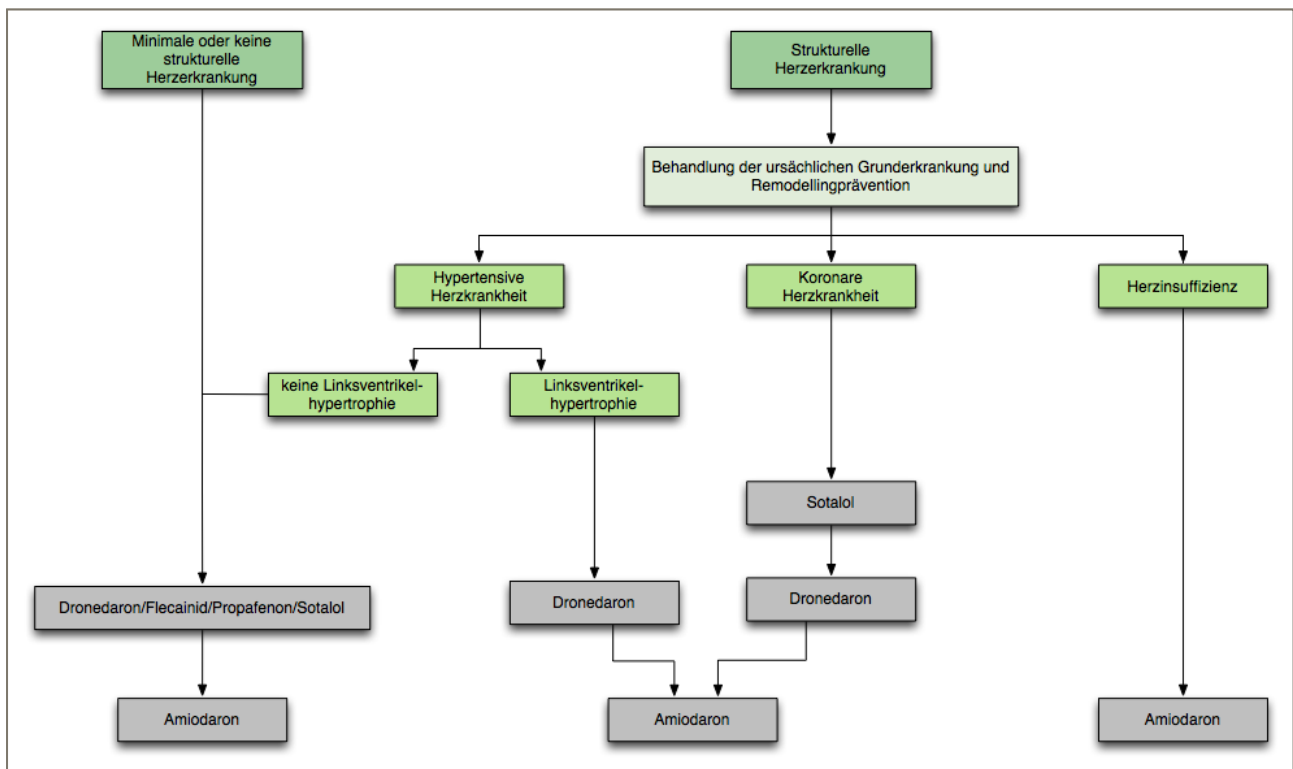 Minimale oder keine
strukturelle
Herzerkrankung
Strukturelle
Herzerkrankung
Behandlung der ursächlichen Grunderkrankung und
Remodellingprävention
Hypertensive
Herzkrankheit
Koronare
Herzkrankheit
Herzinsuffizienz
keine Linksventrikel-
hypertrophie
Linksventrikel-
hypertrophie
Sotalol
Dronedaron/Flecainid/Propafenon/Sotalol
Dronedaron
Dronedaron
Amiodaron
Amiodaron
Amiodaron